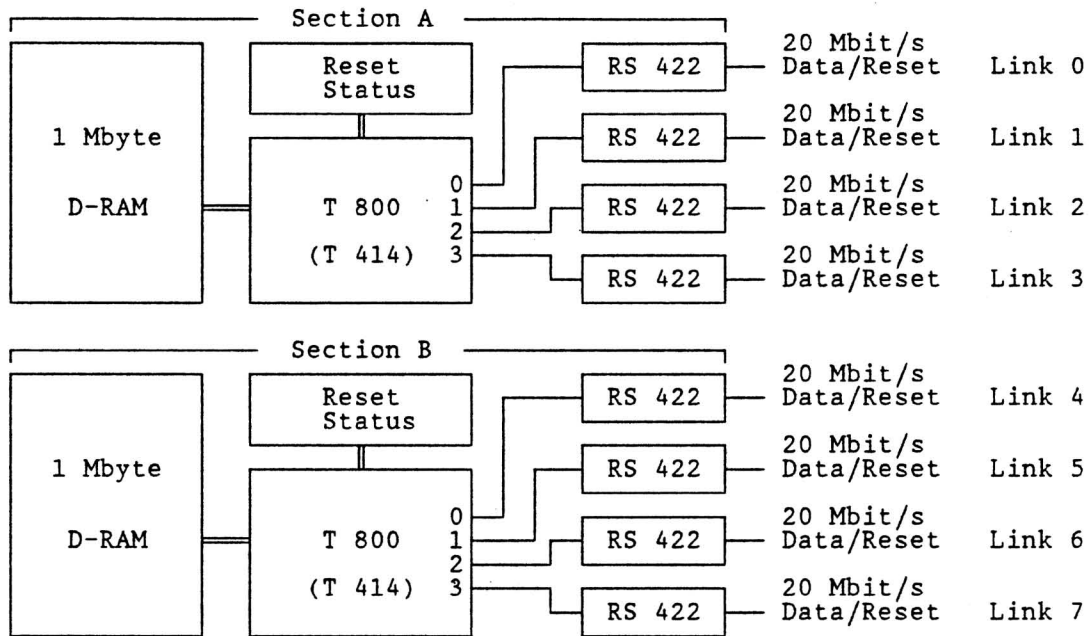 Section A
1 Mbyte
D-RAM
Reset
Status
T 800
(T 414)
0
1
2
3
RS 422
20 Mbit/s
Data/Reset Link 0
RS 422
20 Mbit/s
Data/Reset Link 1
RS 422
20 Mbit/s
Data/Reset Link 2
RS 422
20 Mbit/s
Data/Reset Link 3
Section B
1 Mbyte
D-RAM
Reset
Status
T 800
(T 414)
0
1
2
3
RS 422
20 Mbit/s
Data/Reset Link 4
RS 422
20 Mbit/s
Data/Reset Link 5
RS 422
20 Mbit/s
Data/Reset Link 6
RS 422
20 Mbit/s
Data/Reset Link 7